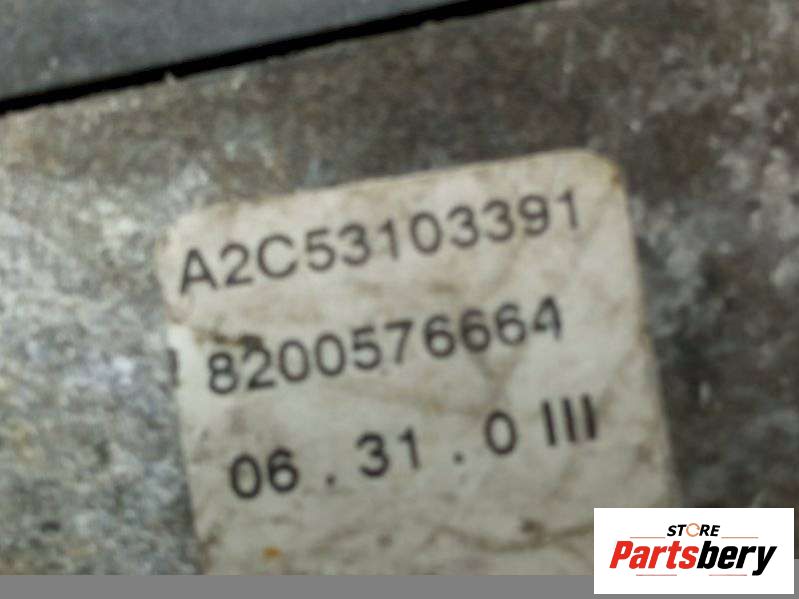 A2C53103391
8200576664
06 . 31 . 0 III
STORE
Partsbery